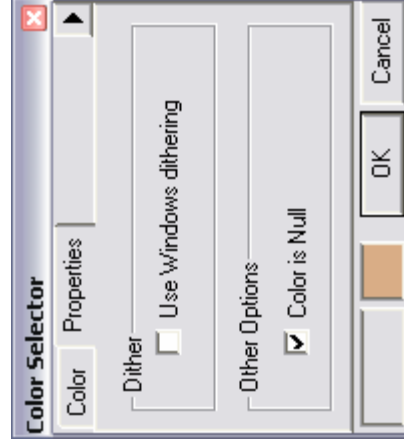 Color Selector
Color Properties
Dither
Use Windows dithering
Other Options
Color is Null
OK Cancel